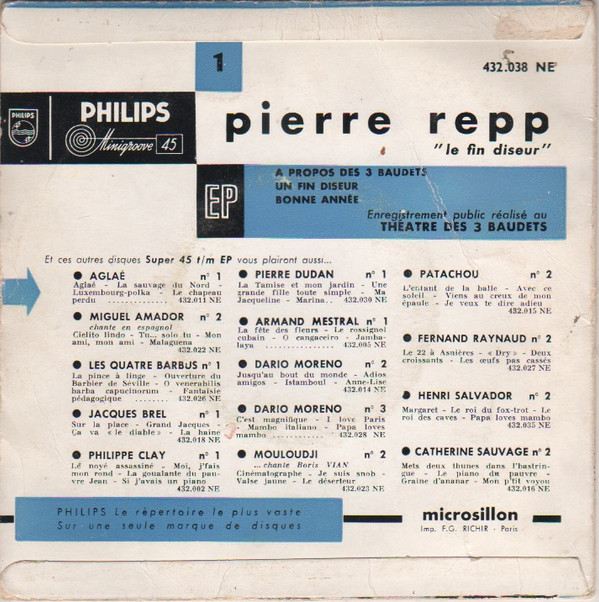 1
432.038 NE
PHILIPS
PHILIPS
Minigroove 45
pierre repp
"le fin diseur"
EP
A PROPOS DES 3 BAUDETS
UN FIN DISEUR
BONNE ANNÉE
Enregistrement public réalisé au
THÉATRE DES 3 BAUDETS
Et ces autres disques Super 45 t/m EP vous plairont aussi...
● AGLAÉ n° 1
Aglaé - La sauvage du Nord -
Luxembourg-polka - Le chapeau
perdu .............. 432.011 NE
● MIGUEL AMADOR n° 2
chante en espagnol
Cielito lindo - Tu... solo tu - Mon
ami, mon ami - Malaguena
432.022 NE
● LES QUATRE BARBUS n° 1
La pince à linge - Ouverture du
Barbier de Séville - O venerabilis
barba capucinorum - Fantaisie
pédagogique ........... 432.026 NE
● JACQUES BREL n° 1
Sur la place - Grand Jacques -
Ça va « le diable » - La haine
432.018 NE
● PHILIPPE CLAY n° 1
Le noyé assassiné - Moi, j'fais
mon rond - La goualante du pau-
vre Jean - Si j'avais un piano
432.002 NE
● PIERRE DUDAN n° 1
La Tamise et mon jardin - Une
grande fille toute simple - Ma
Jacqueline - Marina.. 432.030 NE
● ARMAND MESTRAL n° 1
La fête des fleurs - Le rossignol
cubain - O cangaceiro - Jamba-
laya .............. 432.005 NE
● DARIO MORENO n° 2
Jusqu'au bout du monde - Adios
amigos - Istamboul - Anne-Lise
432.014 NE
● DARIO MORENO n° 3
C'est magnifique - I love Paris
- Mambo italiano - Papa loves
mambo ............. 432.028 NE
● MOULOUDJI n° 2
...chante Boris VIAN
Cinématographe - Je suis snob -
Valse jaune - Le déserteur
432.023 NE
● PATACHOU n° 2
L'enfant de la balle - Avec ce
soleil - Viens au creux de mon
épaule - Je veux te dire adieu
432.015 NE
● FERNAND RAYNAUD n° 2
Le 22 à Asnières - « Dry » - Deux
croissants - Les œufs pas cassés
432.027 NE
● HENRI SALVADOR n° 2
Margaret - Le roi du fox-trot - Le
roi des caves - Papa loves mambo
432.035 NE
● CATHERINE SAUVAGE n° 2
Mets deux thunes dans l'bastrin-
gue - Le piano du pauvre -
Graine d'ananar - Mon p'tit voyou
432.016 NE
PHILIPS Le répertoire le plus vaste
Sur une seule marque de disques
microsillon
Imp. F.G. RICHIR - Paris